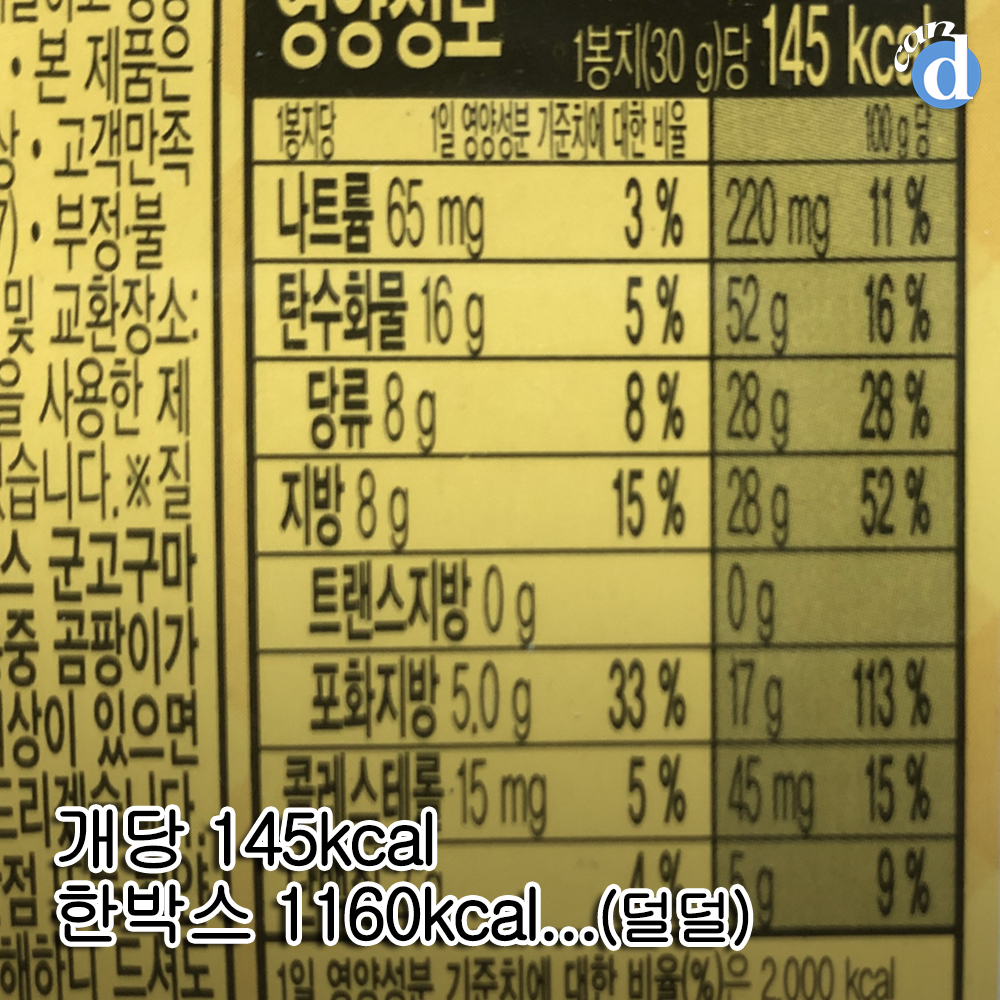 영양정보
1봉지(30 g)당 145 kcal
can
d
1봉지당 1일 영양성분 기준치에 대한 비율 100 g 당
나트륨 65 mg 3 % 220 mg 11 %
탄수화물 16 g 5 % 52 g 16 %
당류 8 g 8 % 28 g 28 %
지방 8 g 15 % 28 g 52 %
트랜스지방 0 g 0 g
포화지방 5.0 g 33 % 17 g 113 %
콜레스테롤 15 mg 5 % 45 mg 15 %
4 % 5 g 9 %
1일 영양성분 기준치에 대한 비율(%)은 2,000 kcal
• 본 제품은
• 고객만족
• 부정·불
및 교환장소:
사용한 제
습니다. ※ 질
스 군고구마
중 곰팡이가
상이 있으면
드리겠습니다.
해하니 드셔도
개당 145kcal
한박스 1160kcal...(덜덜)